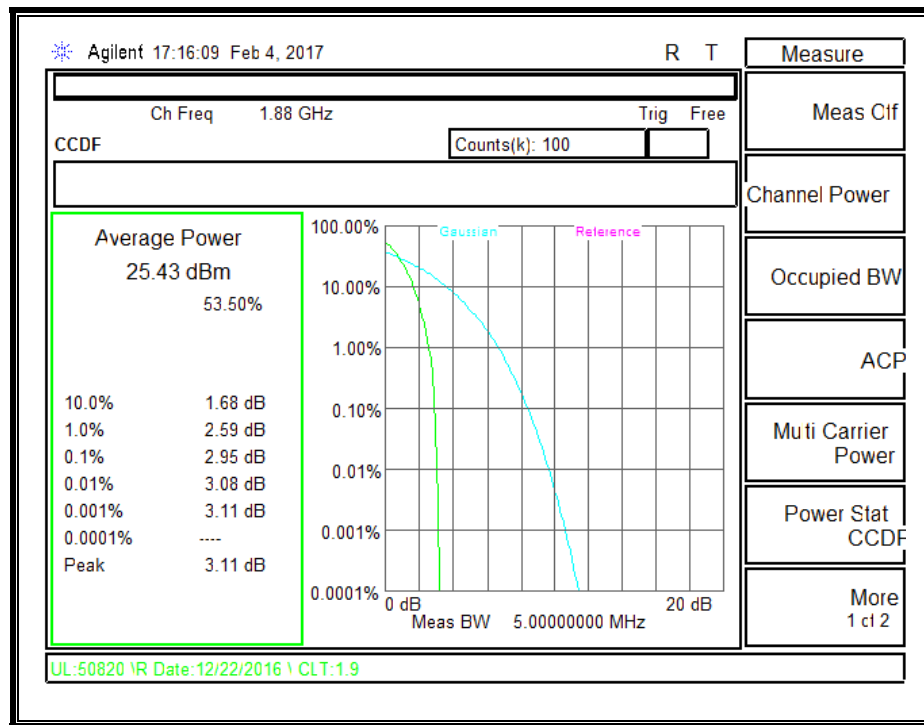 Agilent 17:16:09 Feb 4, 2017 R T
Measure
Ch Freq 1.88 GHz Trig Free
Meas Off
CCDF Counts(k): 100
Channel Power
Average Power
25.43 dBm
53.50%
10.0% 1.68 dB
1.0% 2.59 dB
0.1% 2.95 dB
0.01% 3.08 dB
0.001% 3.11 dB
0.0001% ----
Peak 3.11 dB
Gaussian Reference
100.00%
10.00%
1.00%
0.10%
0.01%
0.001%
0.0001%
0 dB 20 dB
Meas BW 5.00000000 MHz
Occupied BW
ACP
Multi Carrier
Power
Power Stat
CCDF
More
1 of 2
UL:50820 \R Date:12/22/2016 \ CLT:1.9